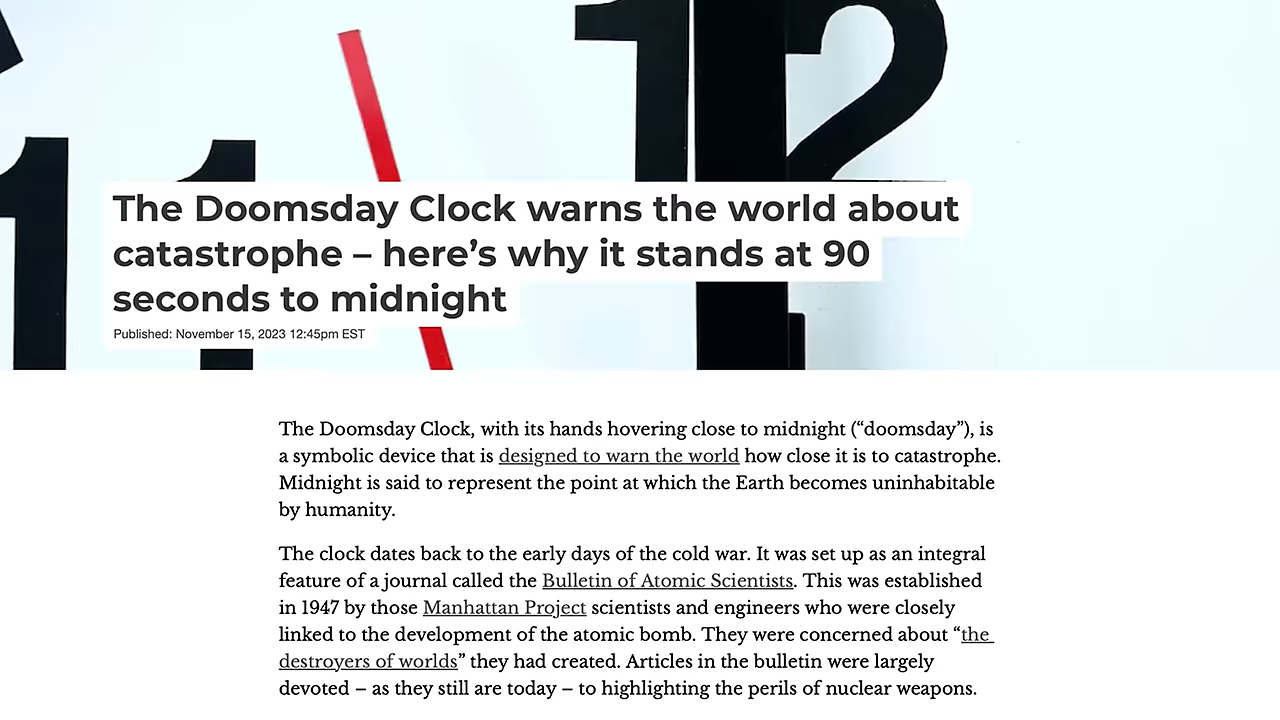 11
12
The Doomsday Clock warns the world about
catastrophe – here’s why it stands at 90
seconds to midnight
Published: November 15, 2023 12:45pm EST
The Doomsday Clock, with its hands hovering close to midnight (“doomsday”), is
a symbolic device that is designed to warn the world how close it is to catastrophe.
Midnight is said to represent the point at which the Earth becomes uninhabitable
by humanity.
The clock dates back to the early days of the cold war. It was set up as an integral
feature of a journal called the Bulletin of Atomic Scientists. This was established
in 1947 by those Manhattan Project scientists and engineers who were closely
linked to the development of the atomic bomb. They were concerned about “the
destroyers of worlds” they had created. Articles in the bulletin were largely
devoted – as they still are today – to highlighting the perils of nuclear weapons.